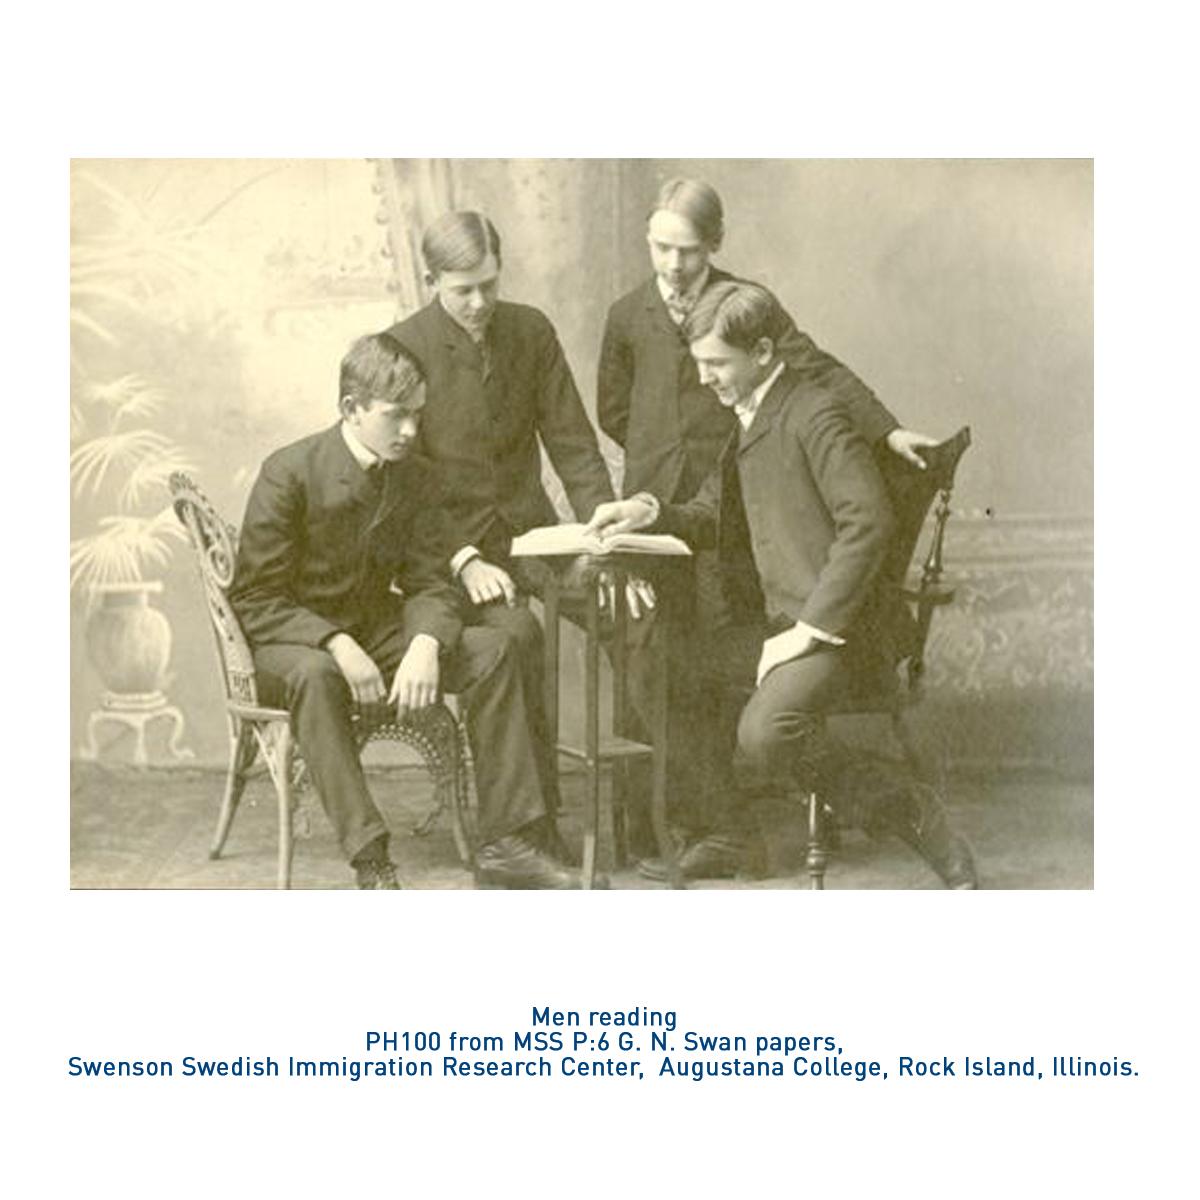 Men reading
PH100 from MSS P:6 G. N. Swan papers,
Swenson Swedish Immigration Research Center,  Augustana College, Rock Island, Illinois.